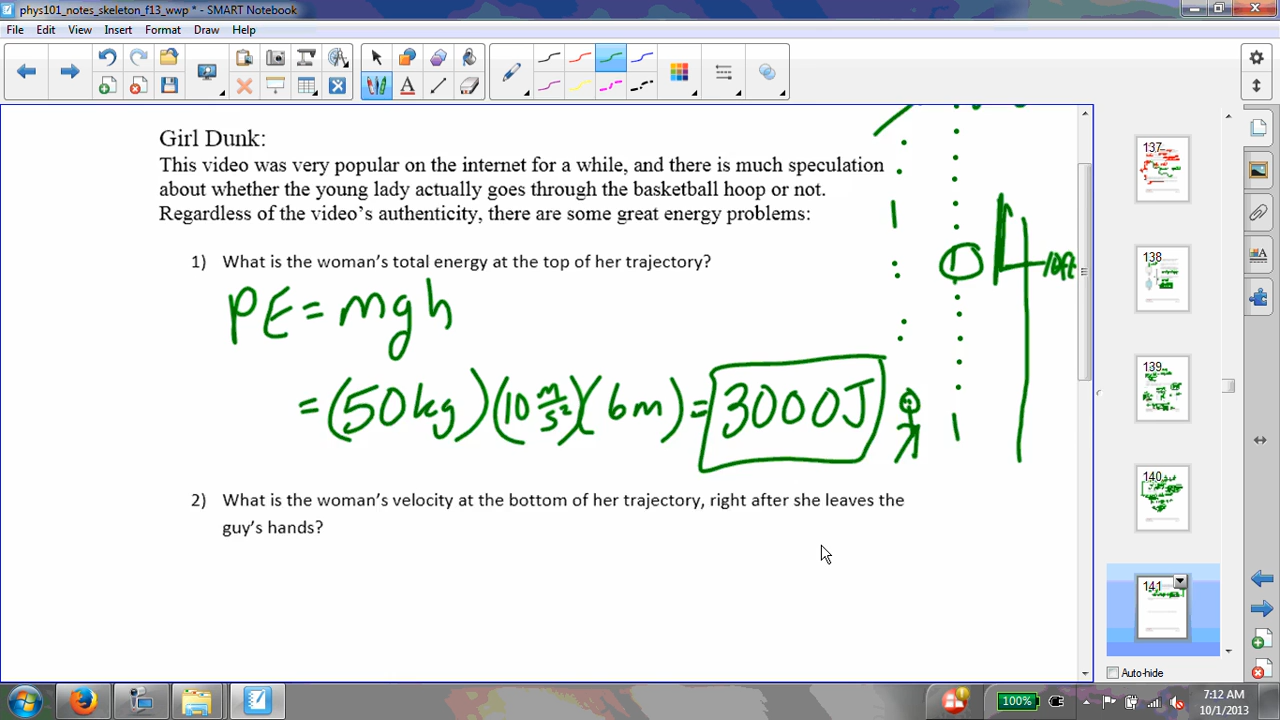 phys101_notes_skeleton_f13_wwp * - SMART Notebook
File Edit View Insert Format Draw Help
Girl Dunk:
This video was very popular on the internet for a while, and there is much speculation
about whether the young lady actually goes through the basketball hoop or not.
Regardless of the video's authenticity, there are some great energy problems:
1) What is the woman's total energy at the top of her trajectory?
PE = mgh
= (50kg)(10 m/s²)(6m) = 3000J
10ft
2) What is the woman's velocity at the bottom of her trajectory, right after she leaves the
guy's hands?
137
138
139
140
141
Auto-hide
100%
7:12 AM
10/1/2013